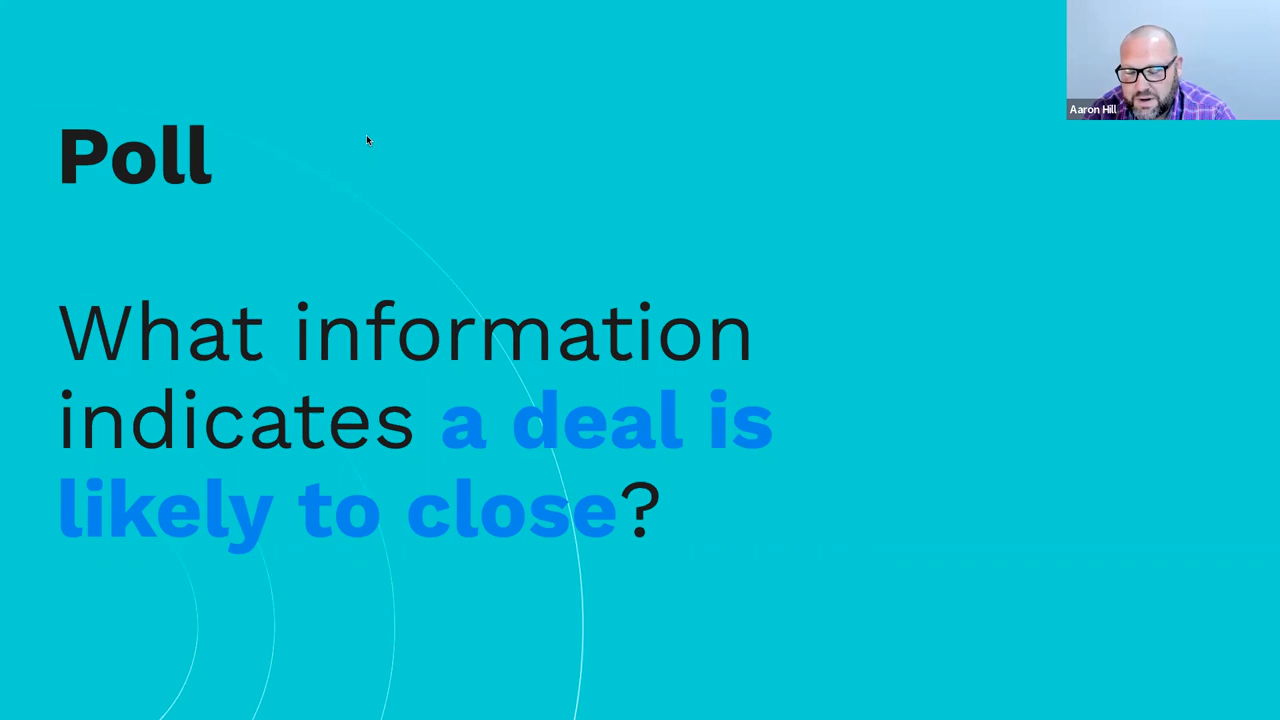 Aaron Hill
Poll
What information
indicates a deal is
likely to close?